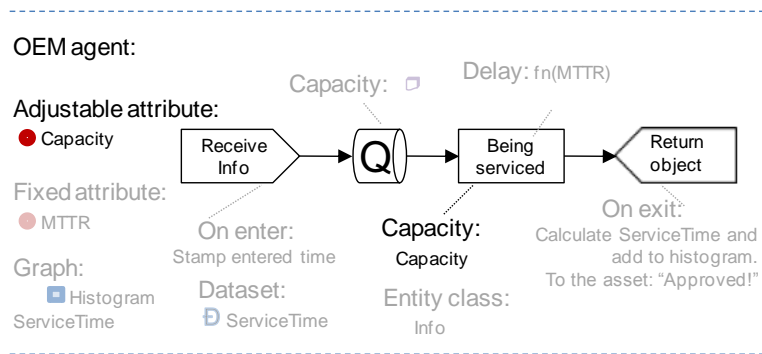 OEM agent:
Capacity:
Delay: fn(MTTR)
Adjustable attribute:
Capacity
Receive
Info
Q
Being
serviced
Return
object
Fixed attribute:
MTTR
On enter:
Stamp entered time
Capacity:
Capacity
On exit:
Calculate ServiceTime and
add to histogram.
To the asset: “Approved!”
Graph:
Histogram
ServiceTime
Dataset:
ServiceTime
Entity class:
Info